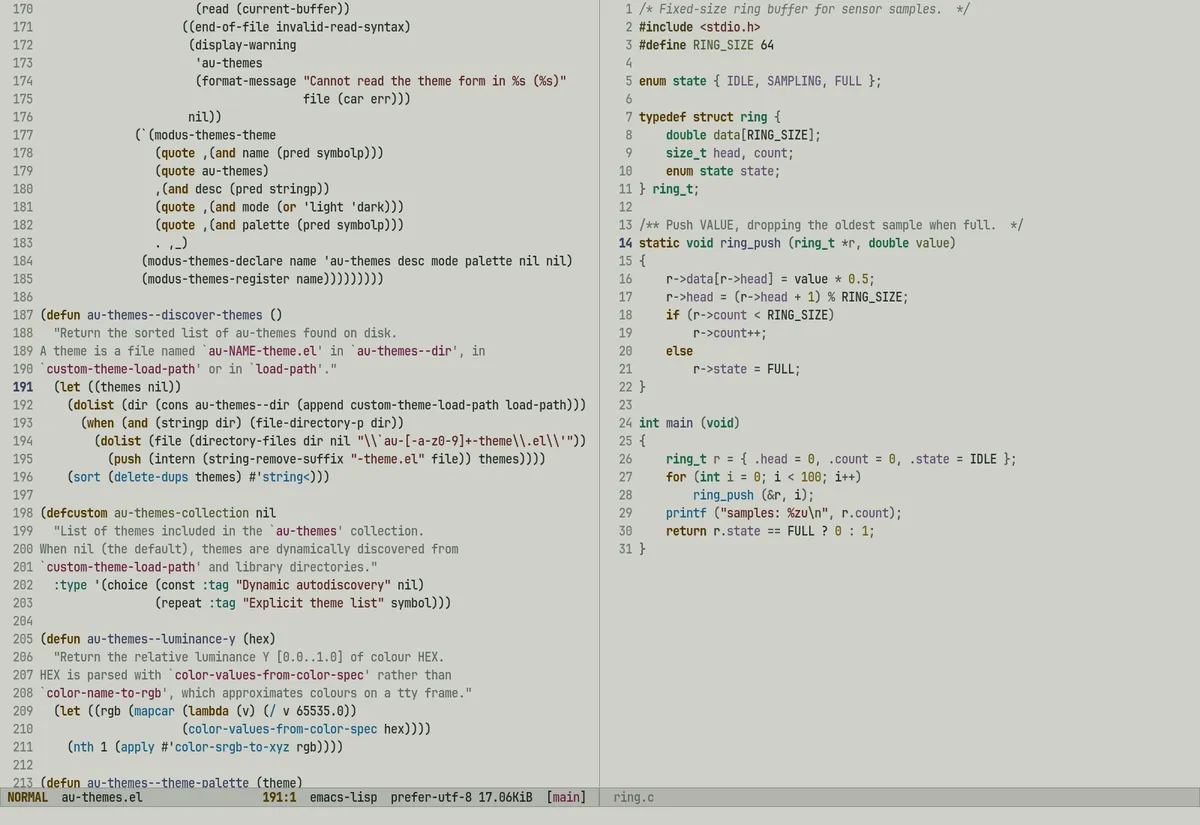 170                        (read (current-buffer))
171                      ((end-of-file invalid-read-syntax)
172                       (display-warning
173                        'au-themes
174                        (format-message "Cannot read the theme form in %s (%s)"
175                                        file (car err)))
176                       nil))
177               (`(modus-themes-theme
178                  (quote ,(and name (pred symbolp)))
179                  (quote au-themes)
180                  ,(and desc (pred stringp))
181                  (quote ,(and mode (or 'light 'dark)))
182                  (quote ,(and palette (pred symbolp)))
183                  . ,_)
184                (modus-themes-declare name 'au-themes desc mode palette nil nil)
185                (modus-themes-register name)))))))))
186
187 (defun au-themes--discover-themes ()
188   "Return the sorted list of au-themes found on disk.
189 A theme is a file named `au-NAME-theme.el' in `au-themes--dir', in
190 `custom-theme-load-path' or in `load-path'."
191   (let ((themes nil))
192     (dolist (dir (cons au-themes--dir (append custom-theme-load-path load-path)))
193       (when (and (stringp dir) (file-directory-p dir))
194         (dolist (file (directory-files dir nil "\\`au-[-a-z0-9]+-theme\\.el\\'"))
195           (push (intern (string-remove-suffix "-theme.el" file)) themes))))
196     (sort (delete-dups themes) #'string<)))
197
198 (defcustom au-themes-collection nil
199   "List of themes included in the `au-themes' collection.
200 When nil (the default), themes are dynamically discovered from
201 `custom-theme-load-path' and library directories."
202   :type '(choice (const :tag "Dynamic autodiscovery" nil)
203                  (repeat :tag "Explicit theme list" symbol)))
204
205 (defun au-themes--luminance-y (hex)
206   "Return the relative luminance Y [0.0..1.0] of colour HEX.
207 HEX is parsed with `color-values-from-color-spec' rather than
208 `color-name-to-rgb', which approximates colours on a tty frame."
209   (let ((rgb (mapcar (lambda (v) (/ v 65535.0))
210                      (color-values-from-color-spec hex))))
211     (nth 1 (apply #'color-srgb-to-xyz rgb))))
212
213 (defun au-themes--theme-palette (theme)
NORMAL  au-themes.el                  191:1  emacs-lisp  prefer-utf-8 17.06KiB  [main]
1 /* Fixed-size ring buffer for sensor samples.  */
2 #include <stdio.h>
3 #define RING_SIZE 64
4
5 enum state { IDLE, SAMPLING, FULL };
6
7 typedef struct ring {
8     double data[RING_SIZE];
9     size_t head, count;
10     enum state state;
11 } ring_t;
12
13 /** Push VALUE, dropping the oldest sample when full.  */
14 static void ring_push (ring_t *r, double value)
15 {
16     r->data[r->head] = value * 0.5;
17     r->head = (r->head + 1) % RING_SIZE;
18     if (r->count < RING_SIZE)
19         r->count++;
20     else
21         r->state = FULL;
22 }
23
24 int main (void)
25 {
26     ring_t r = { .head = 0, .count = 0, .state = IDLE };
27     for (int i = 0; i < 100; i++)
28         ring_push (&r, i);
29     printf ("samples: %zu\n", r.count);
30     return r.state == FULL ? 0 : 1;
31 }
ring.c